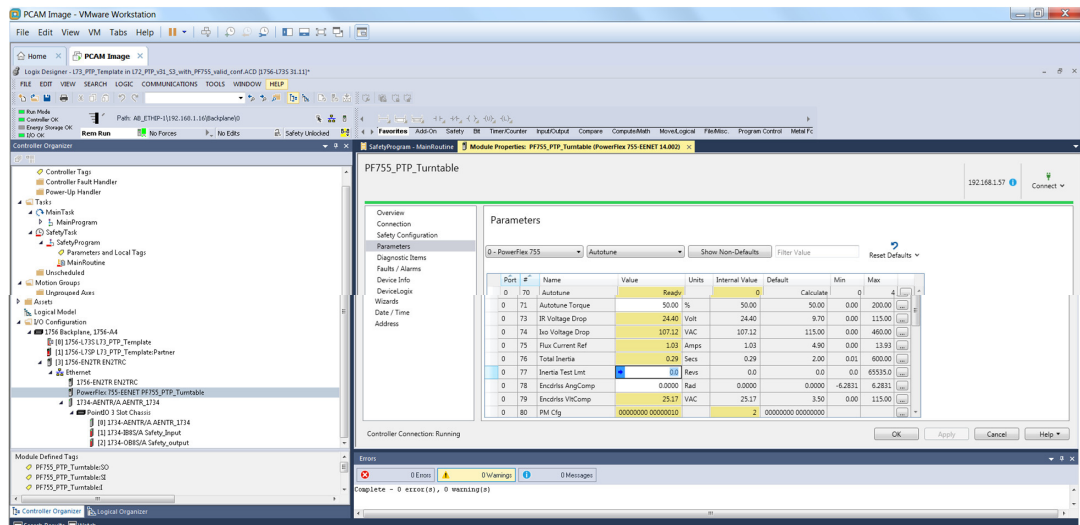 PCAM Image - VMware Workstation
File Edit View VM Tabs Help
Home × PCAM Image ×
Logix Designer - L73_PTP_Template in L72_PTP_v31_S3_with_PF755_valid_conf.ACD [1756-L73S 31.11]*
FILE EDIT VIEW SEARCH LOGIC COMMUNICATIONS TOOLS WINDOW HELP
Run Mode
Controller OK
Energy Storage OK
I/O OK
Path: AB_ETHIP-1\192.168.1.16\Backplane\0
Rem Run No Forces No Edits Safety Unlocked
Favorites Add-On Safety Bit Timer/Counter Input/Output Compare Compute/Math Move/Logical File/Misc. Program Control Metal Fc
Controller Organizer
Controller Tags
Controller Fault Handler
Power-Up Handler
Tasks
MainTask
MainProgram
SafetyTask
SafetyProgram
Parameters and Local Tags
MainRoutine
Unscheduled
Motion Groups
Ungrouped Axes
Assets
Logical Model
I/O Configuration
1756 Backplane, 1756-A4
[0] 1756-L73S L73_PTP_Template
[1] 1756-L7SP L73_PTP_Template:Partner
[3] 1756-EN2TR EN2TRC
Ethernet
1756-EN2TR EN2TRC
PowerFlex 755-EENET PF755_PTP_Turntable
1734-AENTR/A AENTR_1734
PointIO 3 Slot Chassis
[0] 1734-AENTR/A AENTR_1734
[1] 1734-IB8S/A Safety_Input
[2] 1734-OB8S/A Safety_output
Module Defined Tags
PF755_PTP_Turntable:SO
PF755_PTP_Turntable:SI
PF755_PTP_Turntable:I
Controller Organizer Logical Organizer
Search Results Watch
SafetyProgram - MainRoutine Module Properties: PF755_PTP_Turntable (PowerFlex 755-EENET 14.002) ×
PF755_PTP_Turntable
192.168.1.57 Connect
Overview
Connection
Safety Configuration
Parameters
Diagnostic Items
Faults / Alarms
Device Info
DeviceLogix
Wizards
Date / Time
Address
Parameters
0 - PowerFlex 755 Autotune Show Non-Defaults Filter Value Reset Defaults
Port # Name Value Units Internal Value Default Min Max
0 70 Autotune Ready 0 Calculate 0 4 ...
0 71 Autotune Torque 50.00 % 50.00 50.00 0.00 200.00 ...
0 73 IR Voltage Drop 24.40 Volt 24.40 9.70 0.00 115.00 ...
0 74 Ixo Voltage Drop 107.12 VAC 107.12 115.00 0.00 460.00 ...
0 75 Flux Current Ref 1.03 Amps 1.03 4.90 0.00 13.93 ...
0 76 Total Inertia 0.29 Secs 0.29 2.00 0.01 600.00 ...
0 77 Inertia Test Lmt 0.0 Revs 0.0 0.0 0.0 65535.0 ...
0 78 Encdrlss AngComp 0.0000 Rad 0.0000 0.0000 -6.2831 6.2831 ...
0 79 Encdrlss VltComp 25.17 VAC 25.17 3.50 0.00 115.00 ...
0 80 PM Cfg 00000000 00000010 2 00000000 00000000 ...
Controller Connection: Running
OK Apply Cancel Help
Errors
0 Errors 0 Warnings 0 Messages
Complete - 0 error(s), 0 warning(s)